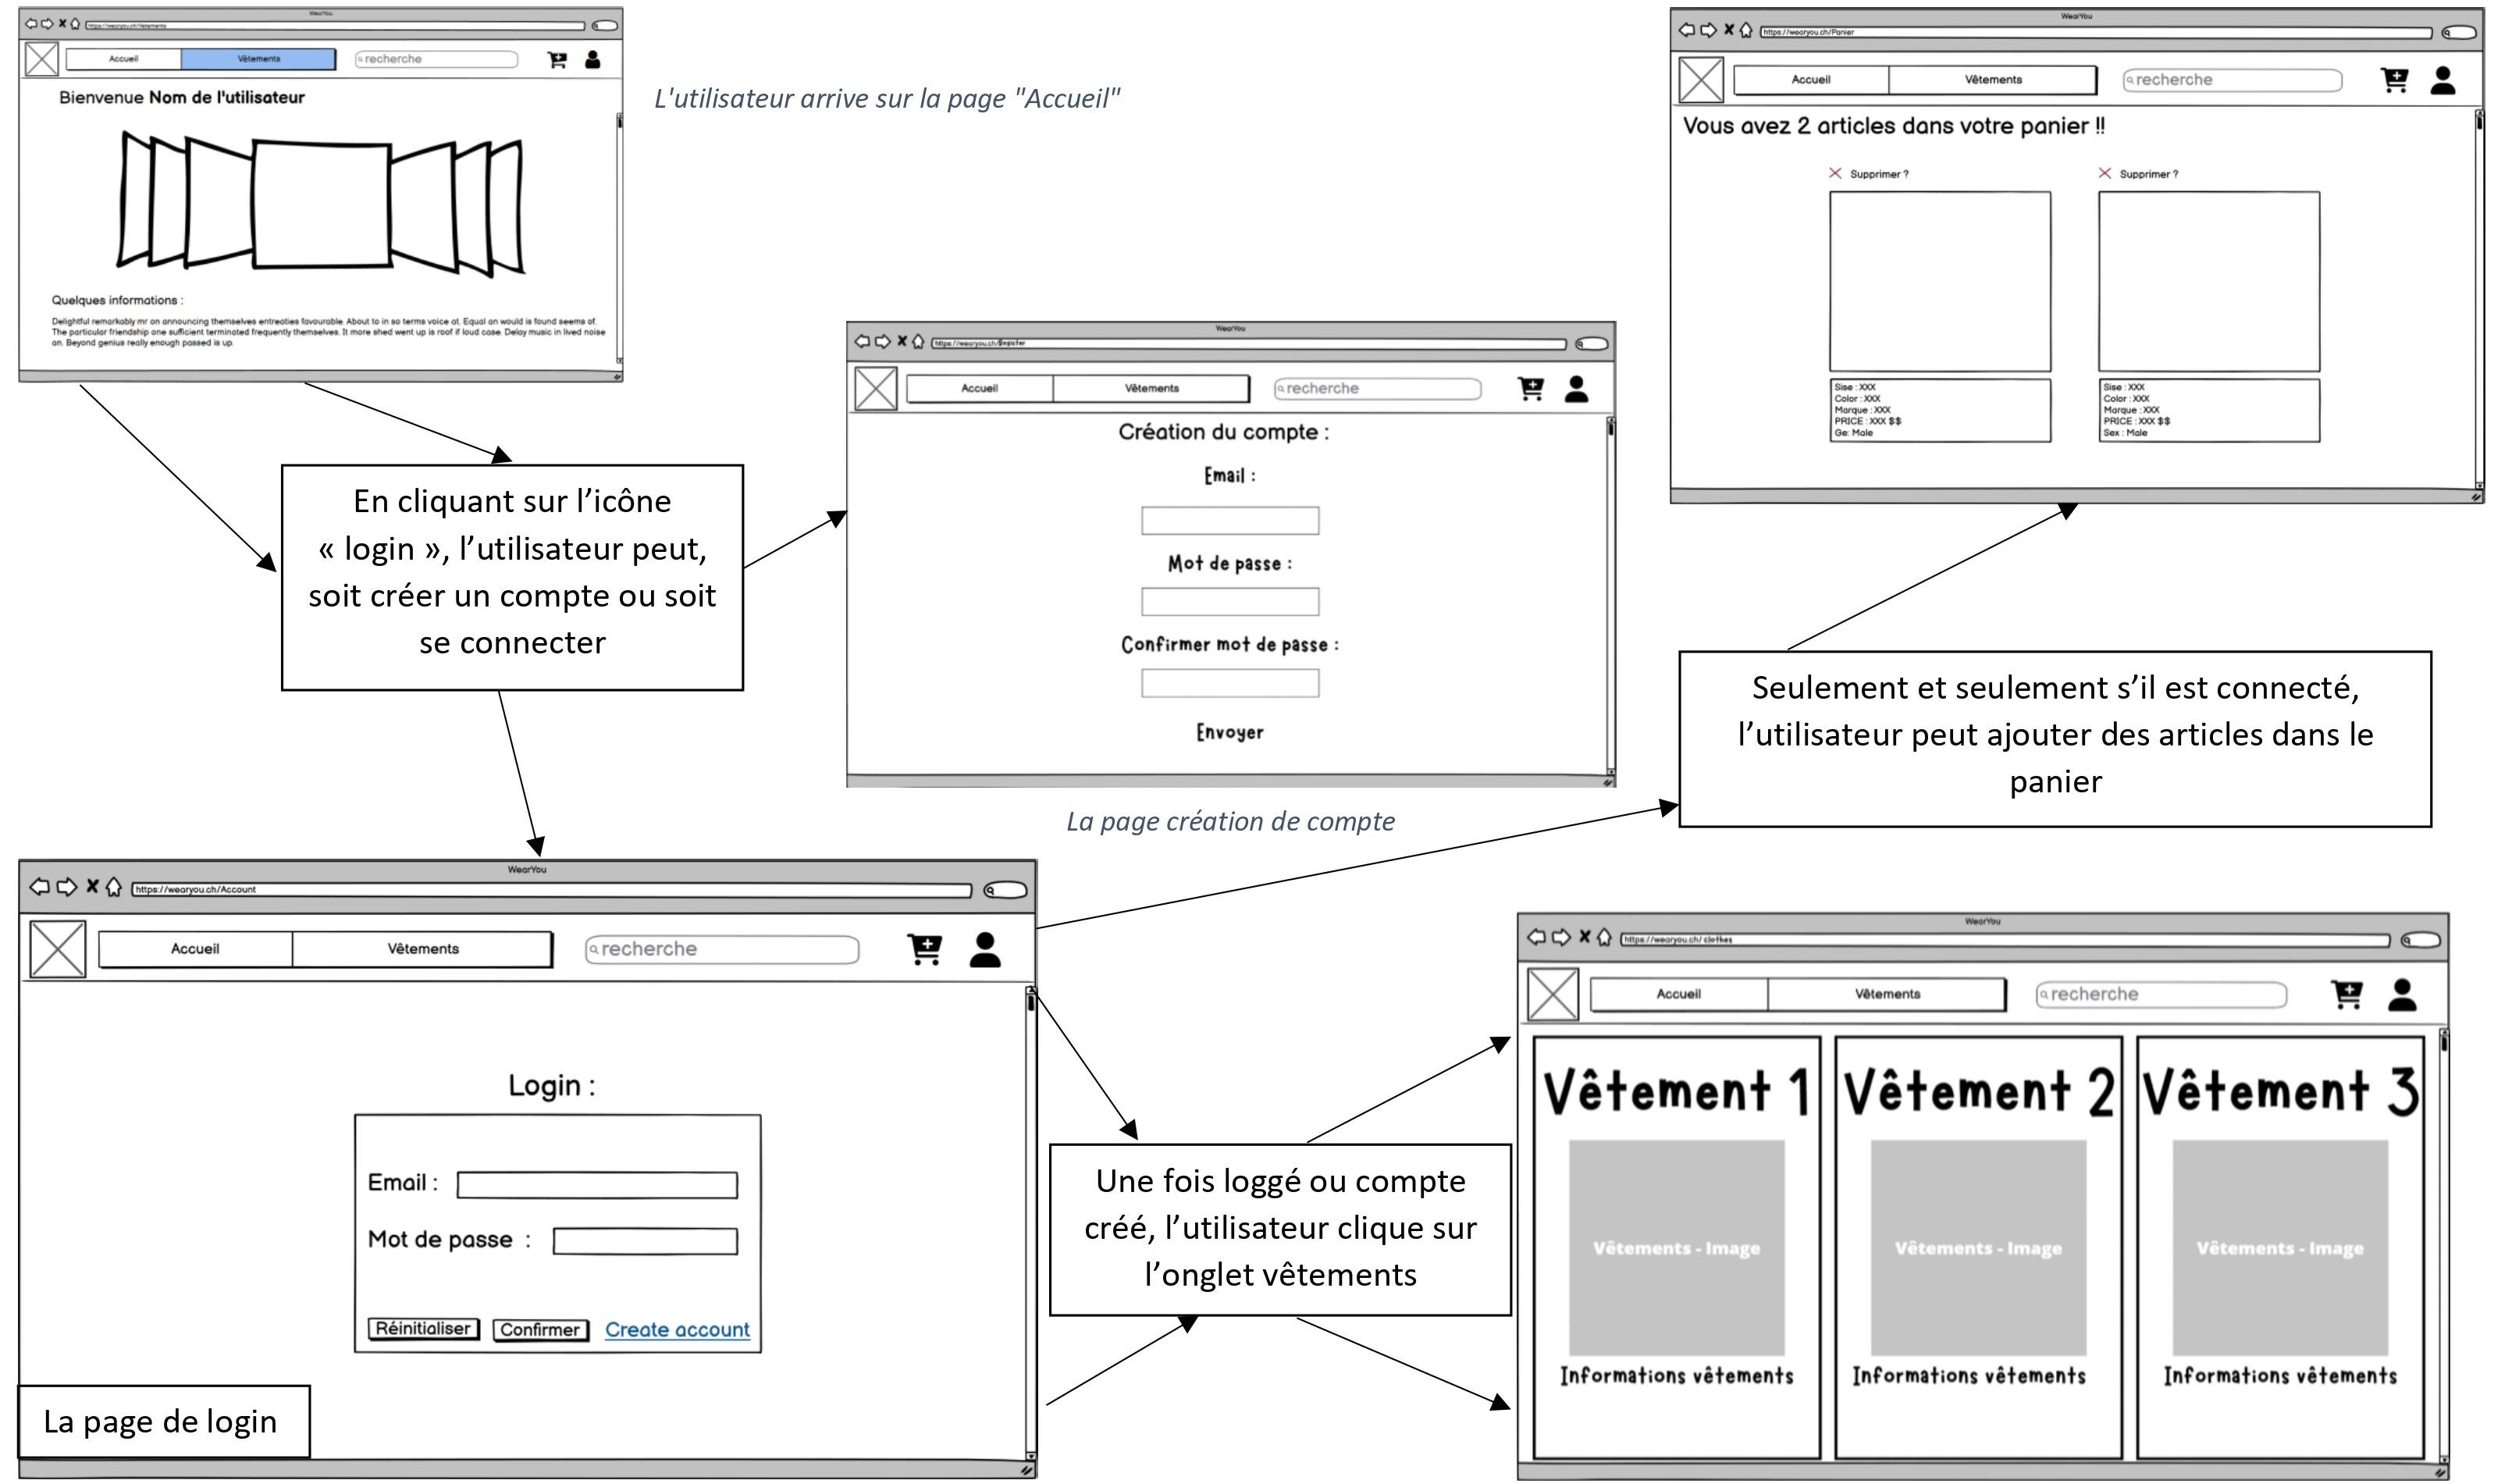 WearYou
https://wearyou.ch/Vetements
Accueil
Vêtements
recherche
Bienvenue Nom de l'utilisateur
Quelques informations :
Delightful remarkably mr on announcing themselves entreaties favourable. About to in so terms voice at. Equal an would is found seems of.
The particular friendship one sufficient terminated frequently themselves. It more shed went up is roof if loud case. Delay music in lived noise
an. Beyond genius really enough passed is up.
L'utilisateur arrive sur la page "Accueil"
WearYou
https://wearyou.ch/Panier
Accueil
Vêtements
recherche
Vous avez 2 articles dans votre panier !!
Supprimer ?
Supprimer ?
Sise : XXX
Color : XXX
Marque : XXX
PRICE : XXX $$
Ge: Male
Sise : XXX
Color : XXX
Marque : XXX
PRICE : XXX $$
Sex : Male
En cliquant sur l’icône
« login », l’utilisateur peut,
soit créer un compte ou soit
se connecter
WearYou
https://wearyou.ch/Register
Accueil
Vêtements
recherche
Création du compte :
Email :
Mot de passe :
Confirmer mot de passe :
Envoyer
La page création de compte
Seulement et seulement s’il est connecté,
l’utilisateur peut ajouter des articles dans le
panier
WearYou
https://wearyou.ch/Account
Accueil
Vêtements
recherche
Login :
Email :
Mot de passe :
Réinitialiser
Confirmer
Create account
La page de login
Une fois loggé ou compte
créé, l’utilisateur clique sur
l’onglet vêtements
WearYou
https://wearyou.ch/ clothes
Accueil
Vêtements
recherche
Vêtement 1
Vêtements - Image
Informations vêtements
Vêtement 2
Vêtements - Image
Informations vêtements
Vêtement 3
Vêtements - Image
Informations vêtements